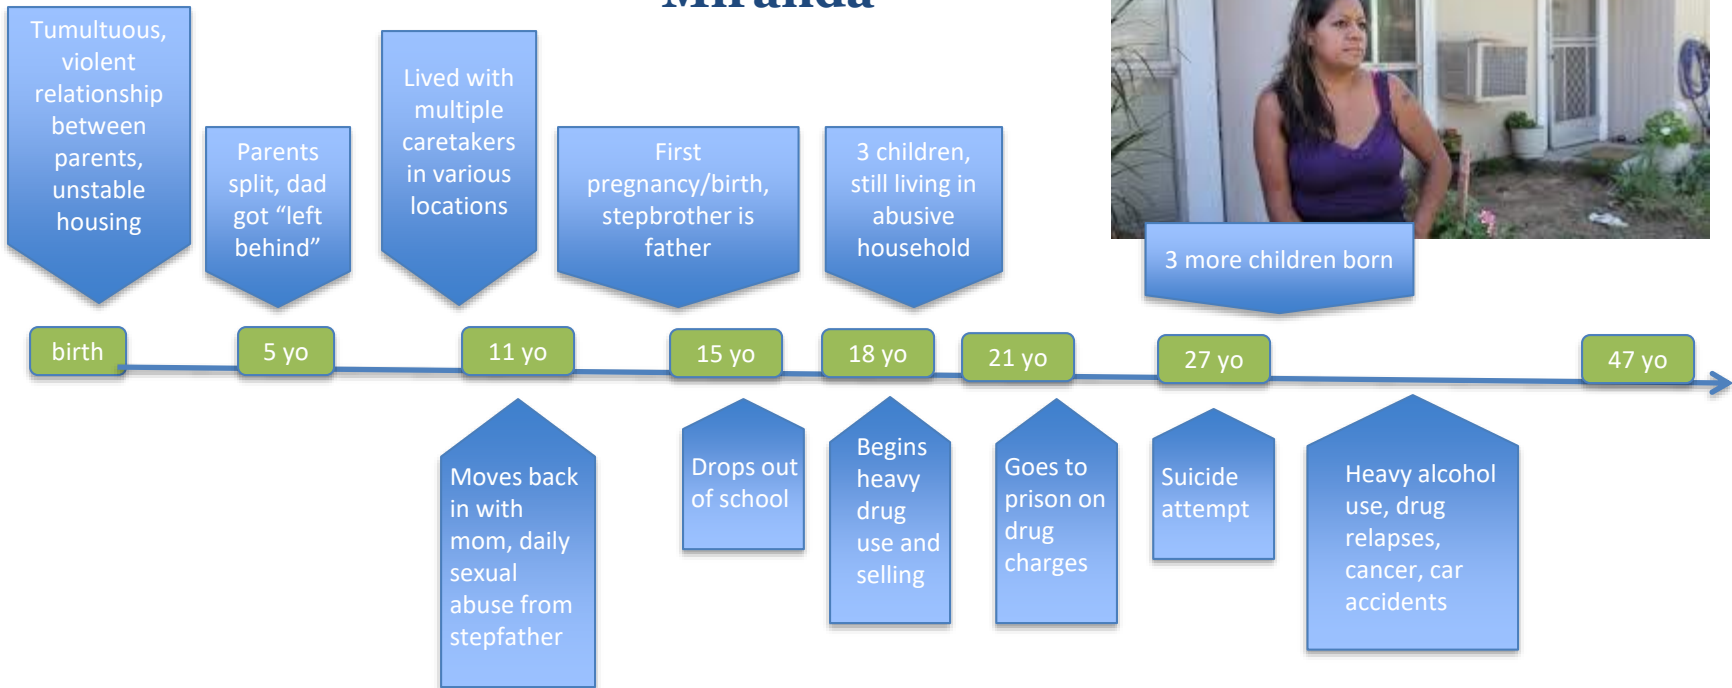 Miranda
Tumultuous,
violent
relationship
between
parents,
unstable
housing
Parents
split, dad
got “left
behind”
Lived with
multiple
caretakers
in various
locations
First
pregnancy/birth,
stepbrother is
father
3 children,
still living in
abusive
household
3 more children born
birth
5 yo
11 yo
15 yo
18 yo
21 yo
27 yo
47 yo
Moves back
in with
mom, daily
sexual
abuse from
stepfather
Drops out
of school
Begins
heavy
drug
use and
selling
Goes to
prison on
drug
charges
Suicide
attempt
Heavy alcohol
use, drug
relapses,
cancer, car
accidents